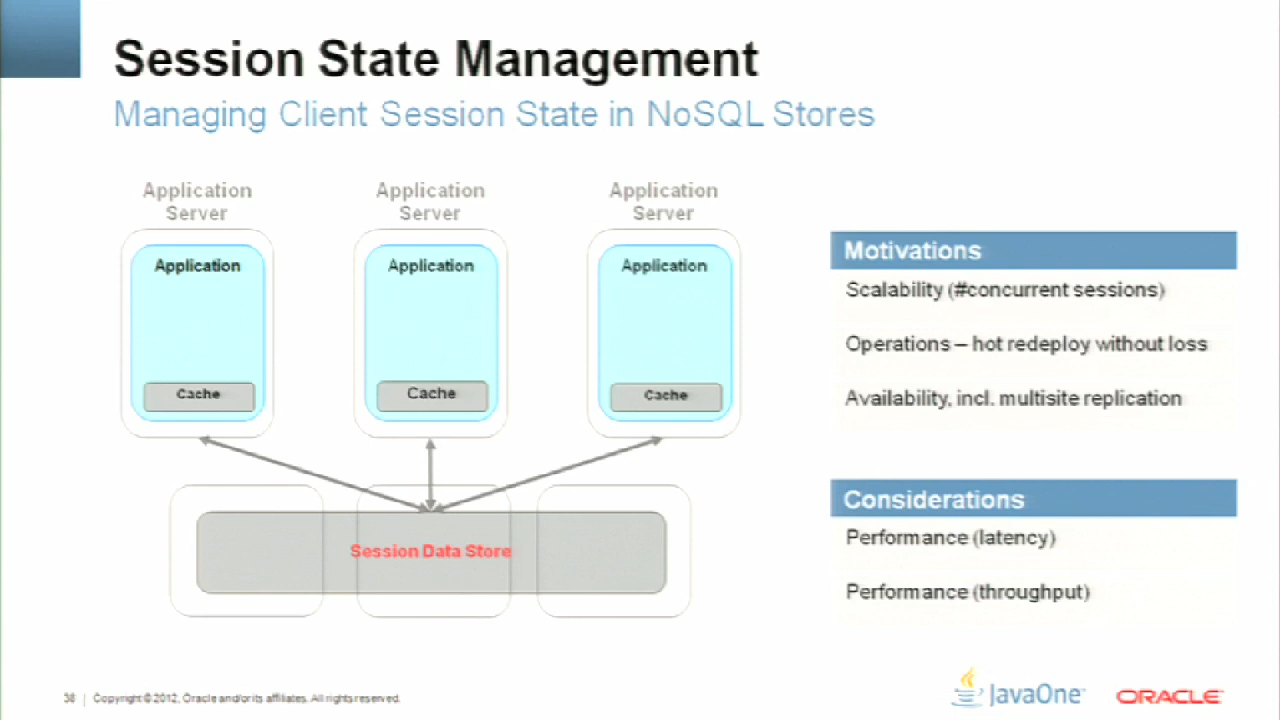 Session State Management
Managing Client Session State in NoSQL Stores
Application
Server
Application
Server
Application
Server
Application
Application
Application
Cache
Cache
Cache
Session Data Store
Motivations
Scalability (#concurrent sessions)
Operations – hot redeploy without loss
Availability, incl. multisite replication
Considerations
Performance (latency)
Performance (throughput)
38 | Copyright © 2012, Oracle and/or its affiliates. All rights reserved.
JavaOne
ORACLE